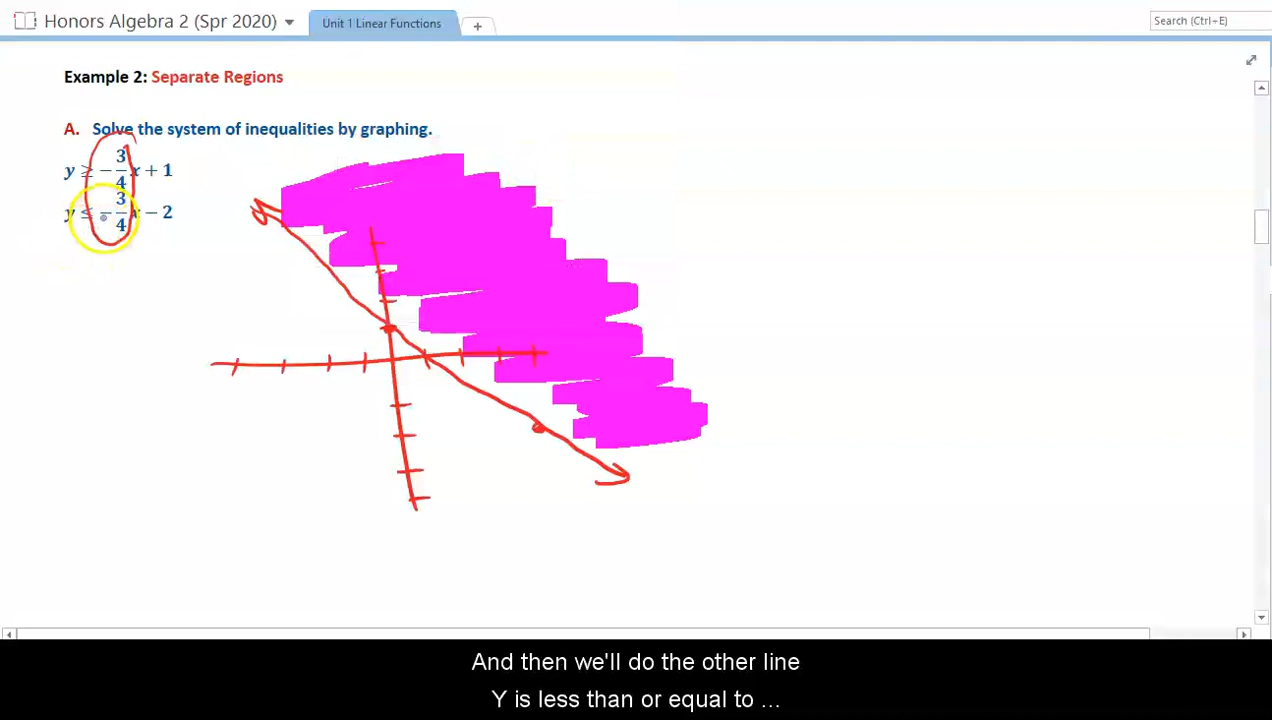 Honors Algebra 2 (Spr 2020)
Unit 1 Linear Functions
+
Search (Ctrl+E)
Example 2: Separate Regions
A. Solve the system of inequalities by graphing.
y ≥ −3/4x + 1
y ≤ −3/4x − 2
And then we'll do the other line
Y is less than or equal to ...